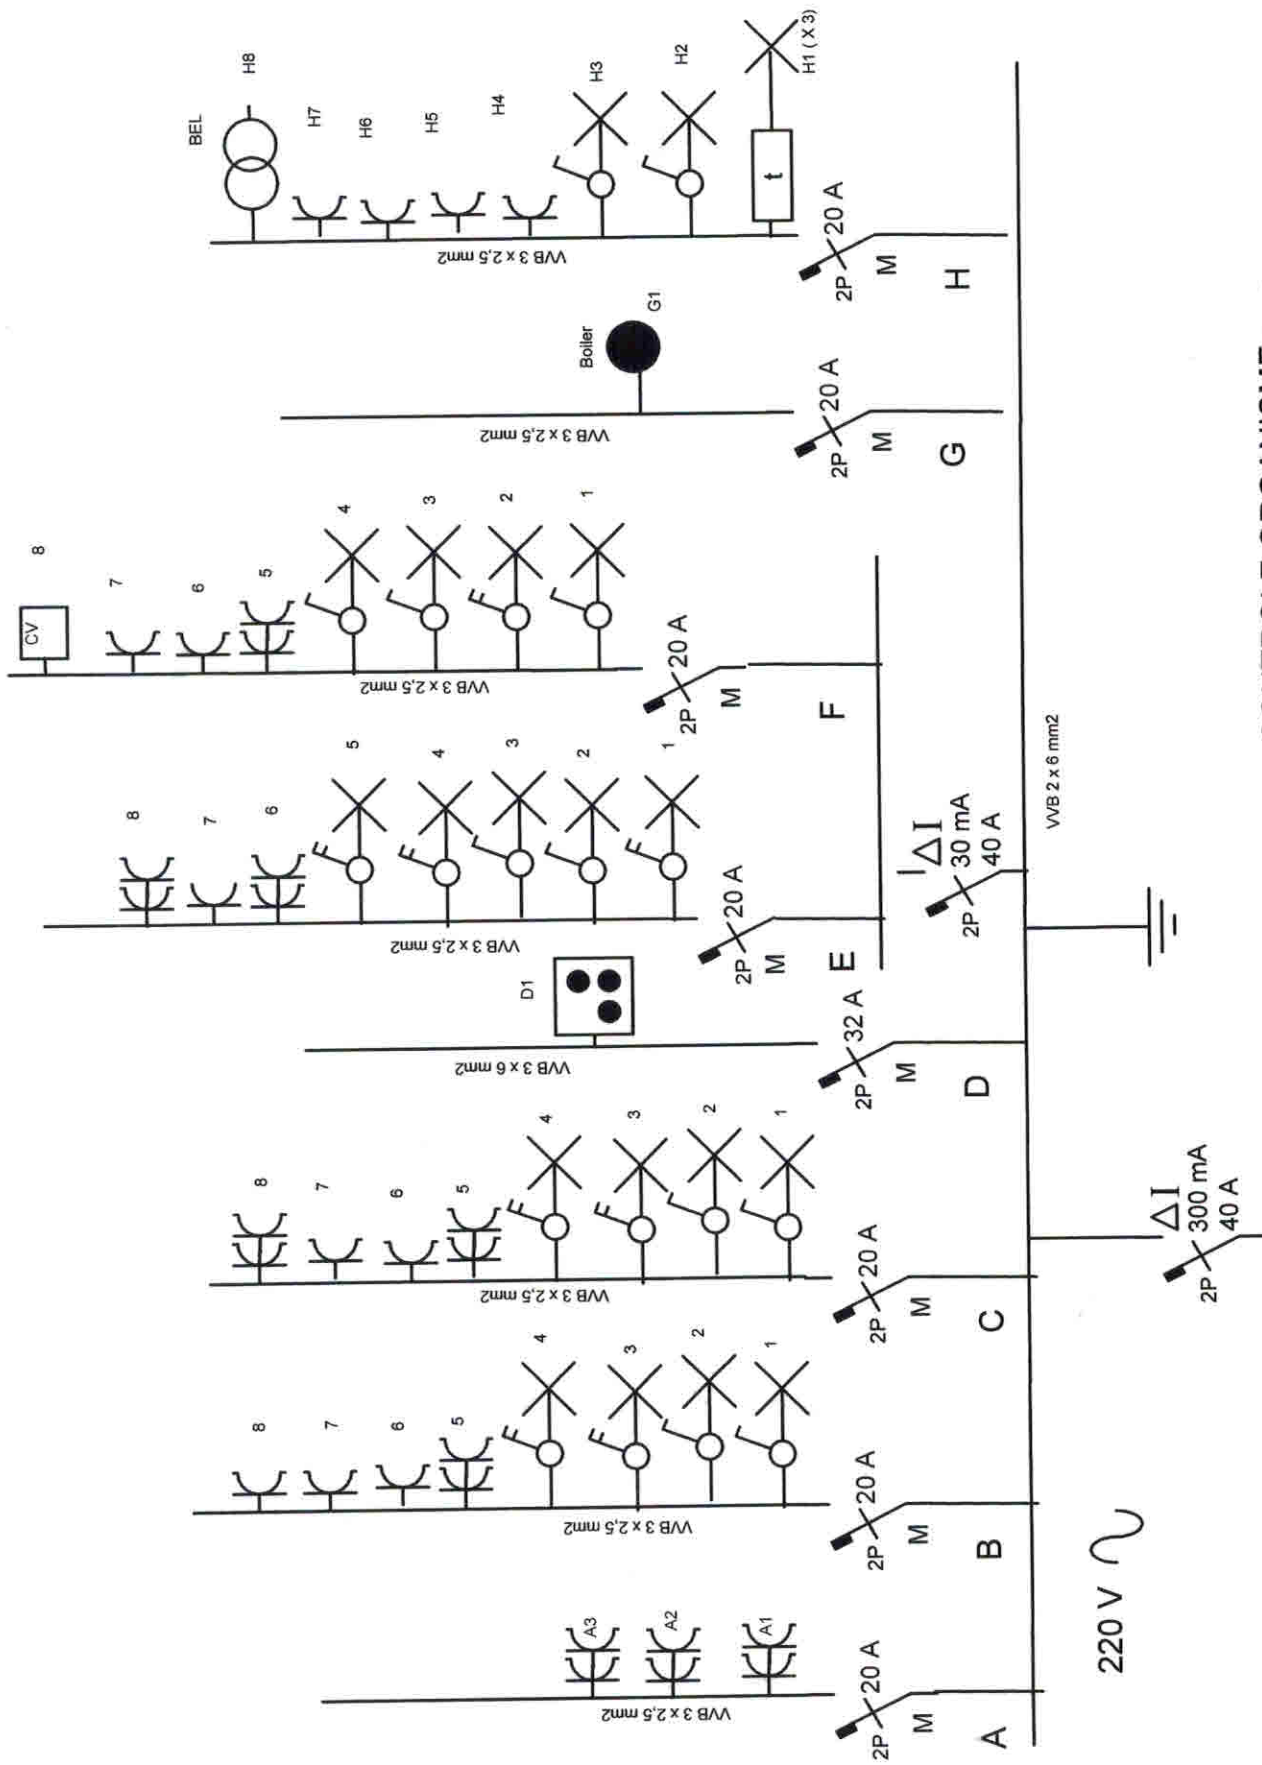 BEL
H8
H7
H6
H5
H4
H3
H2
H1 ( X 3)
t
VVB 3 x 2,5 mm2
2P
20 A
M
H
Boiler
G1
VVB 3 x 2,5 mm2
2P
20 A
M
G
CV
8
7
6
5
4
3
2
1
VVB 3 x 2,5 mm2
2P
20 A
M
F
8
7
6
5
4
3
2
1
VVB 3 x 2,5 mm2
2P
20 A
M
E
D1
VVB 3 x 6 mm2
2P
32 A
M
D
ΔI
30 mA
40 A
2P
VVB 2 x 6 mm2
8
7
6
5
4
3
2
1
VVB 3 x 2,5 mm2
2P
20 A
M
C
8
7
6
5
4
3
2
1
VVB 3 x 2,5 mm2
2P
20 A
M
B
A3
A2
A1
VVB 3 x 2,5 mm2
2P
20 A
M
A
220 V
ΔI
300 mA
40 A
2P